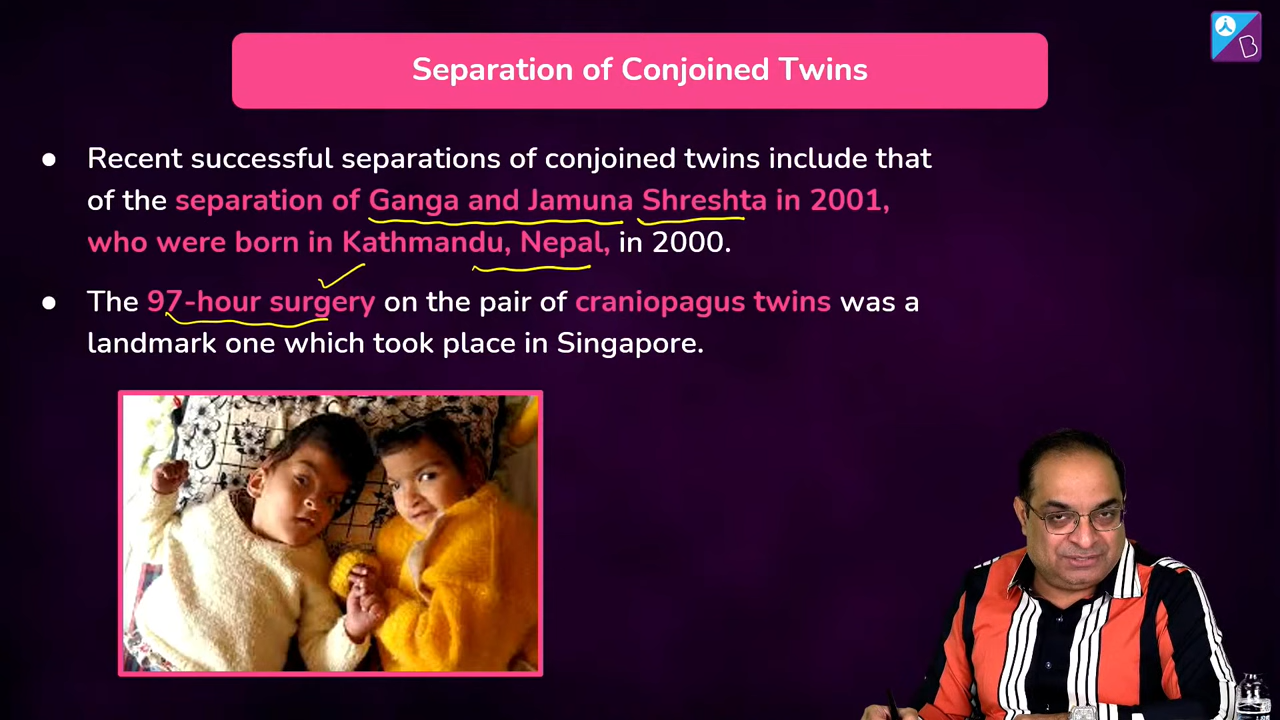 Separation of Conjoined Twins
● Recent successful separations of conjoined twins include that
of the separation of Ganga and Jamuna Shreshta in 2001,
who were born in Kathmandu, Nepal, in 2000.
● The 97-hour surgery on the pair of craniopagus twins was a
landmark one which took place in Singapore.
B